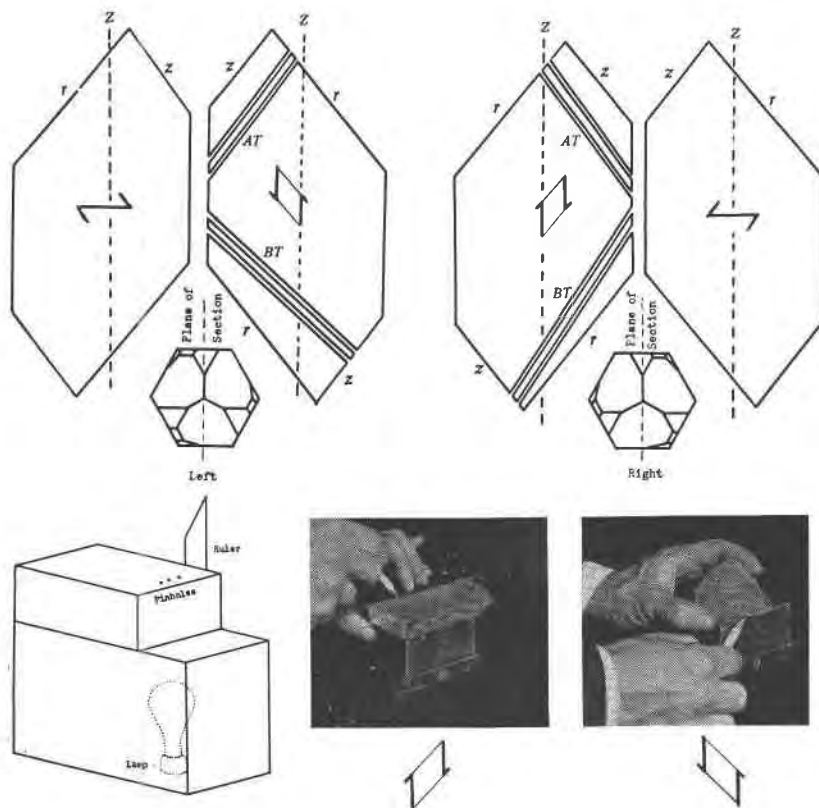 Z
Z
Z
Z
z
z
z
z
r
r
r
r
AT
AT
BT
BT
Plane of
Section
Plane of
Section
r
r
z
z
Left
Right
Ruler
Pinholes
Lamp